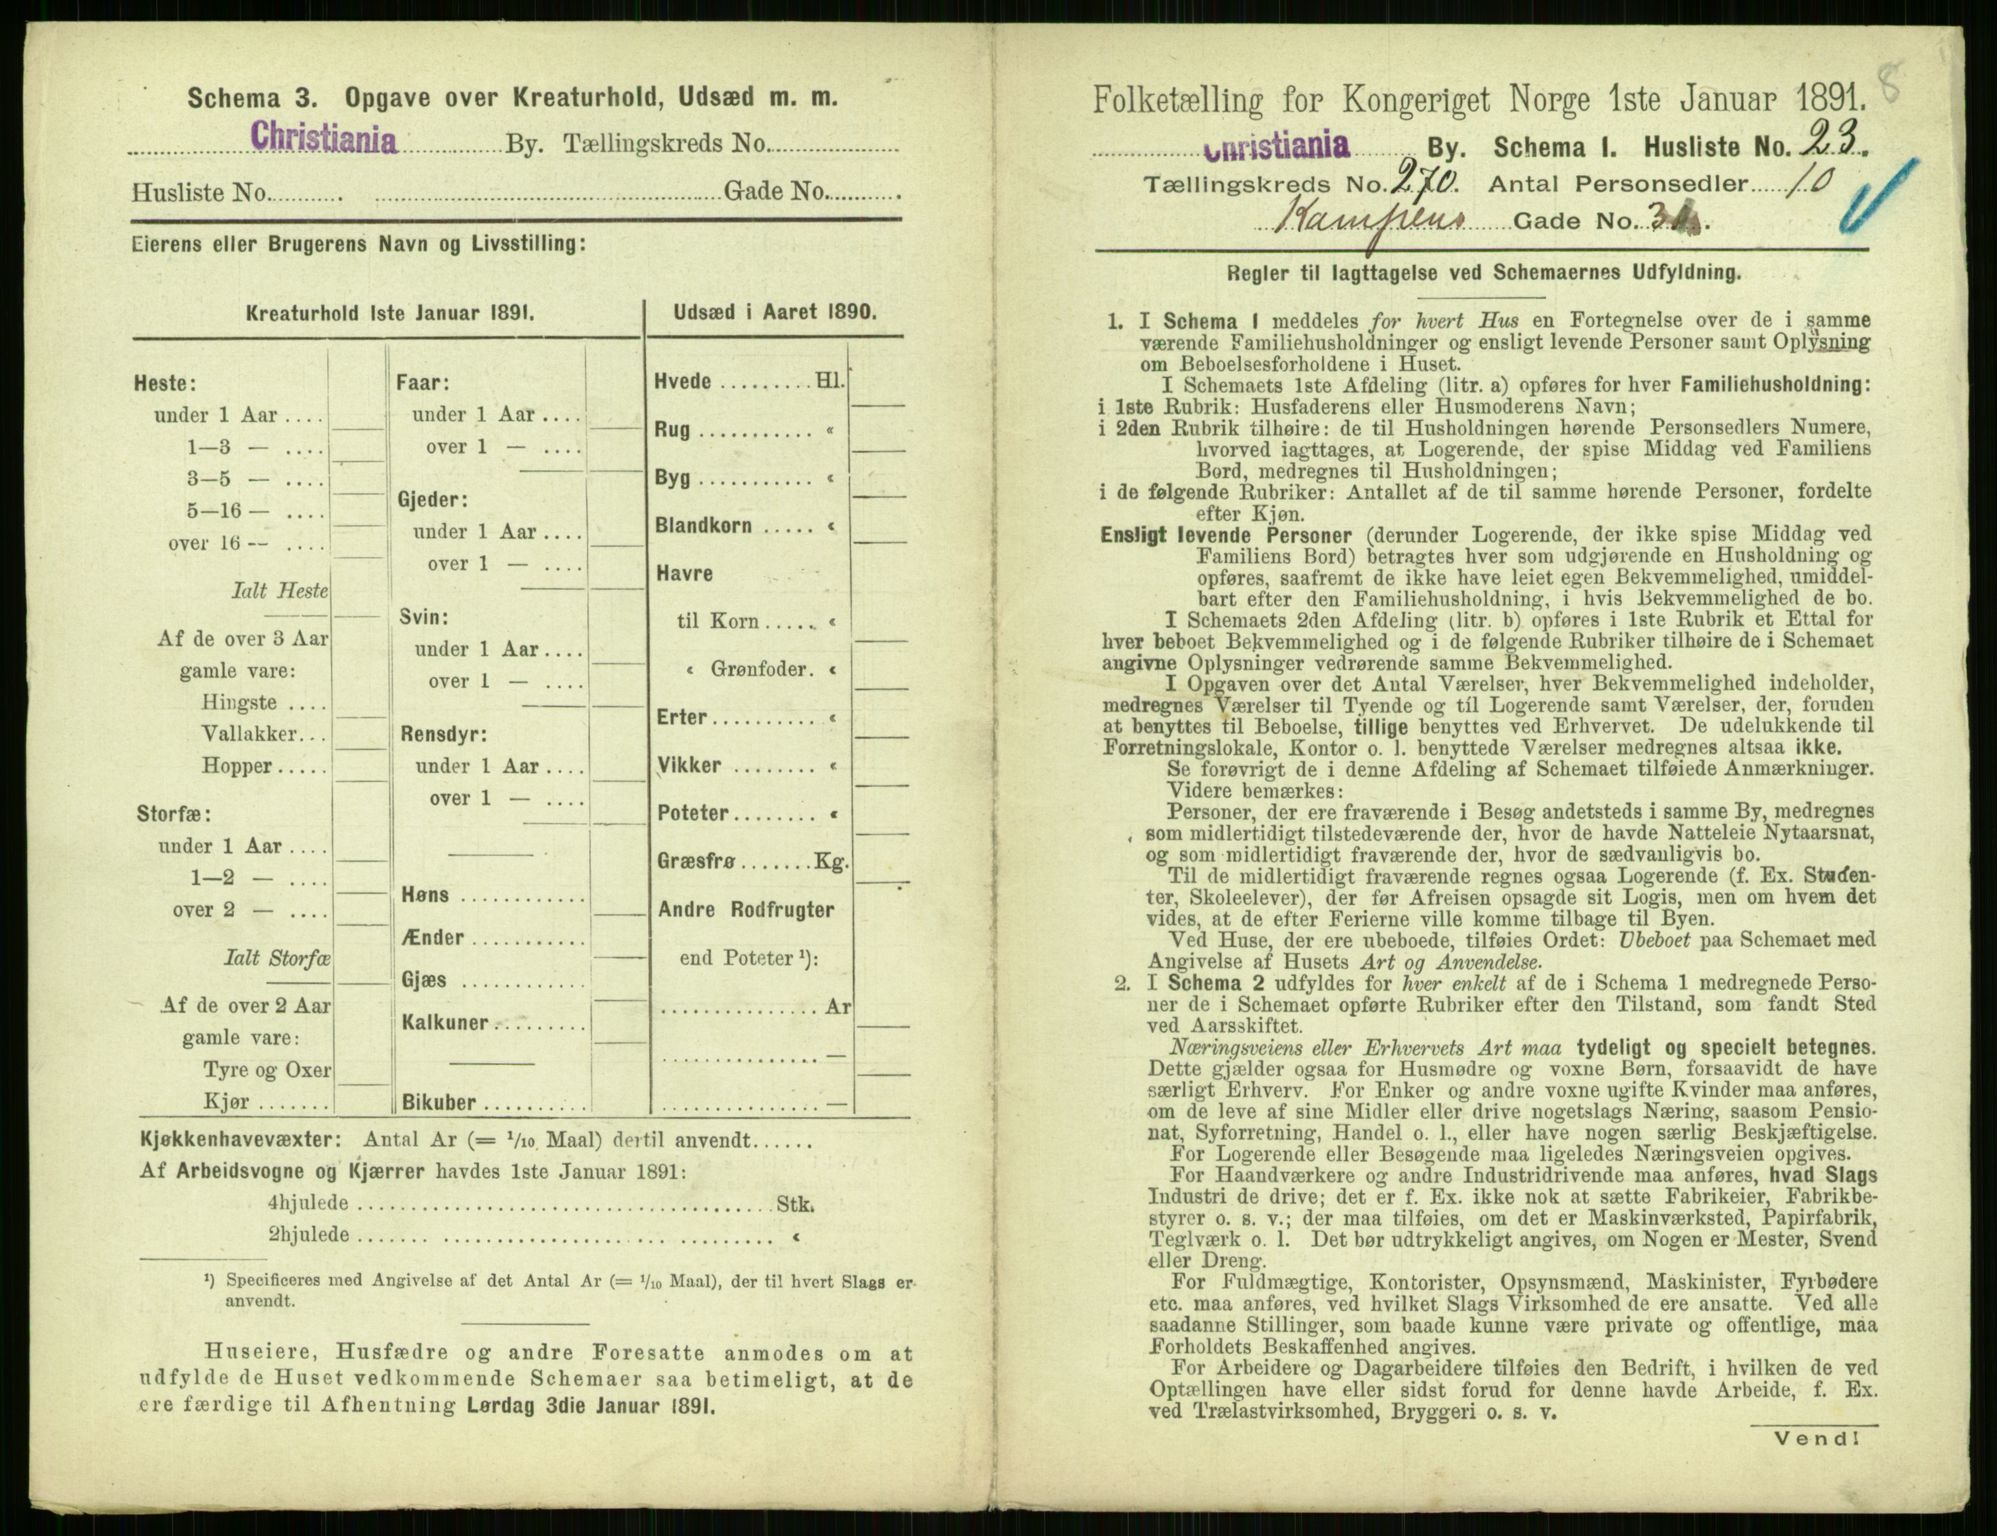 Schema 3. Opgave over Kreaturhold, Udsæd m. m.
Christiania By. Tællingskreds No.
Husliste No. Gade No.
Eierens eller Brugerens Navn og Livsstilling:
Kreaturhold 1ste Januar 1891.
Heste:
under 1 Aar ....
1—3 — ....
3—5 — ....
5—16 — ....
over 16 — ....
Ialt Heste
Af de over 3 Aar
gamle vare:
Hingste ....
Vallakker...
Hopper.....
Storfæ:
under 1 Aar ....
1—2 — ....
over 2 — ....
Ialt Storfæ
Af de over 2 Aar
gamle vare:
Tyre og Oxer
Kjør .......
Faar:
under 1 Aar ....
over 1 — ....
Gjeder:
under 1 Aar ....
over 1 — ....
Svin:
under 1 Aar ....
over 1 — ....
Rensdyr:
under 1 Aar ....
over 1 — ....
Høns ............
Ænder ...........
Gjæs ............
Kalkuner.........
Bikuber ..........
Udsæd i Aaret 1890.
Hvede ......... Hl.
Rug ........... «
Byg ........... «
Blandkorn ..... «
Havre
til Korn ..... «
« Grønfoder. «
Erter .......... «
Vikker ........ «
Poteter ........ «
Græsfrø ....... Kg.
Andre Rodfrugter
end Poteter ¹):
............... Ar
............... —
............... —
Kjøkkenhavevæxter: Antal Ar (= 1/10 Maal) dertil anvendt......
Af Arbeidsvogne og Kjærrer havdes 1ste Januar 1891:
4hjulede ........................................ Stk.
2hjulede ........................................ «
¹) Specificeres med Angivelse af det Antal Ar (= 1/10 Maal), der til hvert Slags er
anvendt.
Huseiere, Husfædre og andre Foresatte anmodes om at
udfylde de Huset vedkommende Schemaer saa betimeligt, at de
ere færdige til Afhentning Lørdag 3die Januar 1891.
Folketælling for Kongeriget Norge 1ste Januar 1891. 8
Christiania By. Schema I. Husliste No. 23.
Tællingskreds No. 270. Antal Personsedler 10
Kampens Gade No. 3
Regler til Iagttagelse ved Schemaernes Udfyldning.
1. I Schema 1 meddeles for hvert Hus en Fortegnelse over de i samme
værende Familiehusholdninger og ensligt levende Personer samt Oplysning
om Beboelsesforholdene i Huset.
I Schemaets 1ste Afdeling (litr. a) opføres for hver Familiehusholdning:
i 1ste Rubrik: Husfaderens eller Husmoderens Navn;
i 2den Rubrik tilhøire: de til Husholdningen hørende Personsedlers Numere,
hvorved iagttages, at Logerende, der spise Middag ved Familiens
Bord, medregnes til Husholdningen;
i de følgende Rubriker: Antallet af de til samme hørende Personer, fordelte
efter Kjøn.
Ensligt levende Personer (derunder Logerende, der ikke spise Middag ved
Familiens Bord) betragtes hver som udgjørende en Husholdning og
opføres, saafremt de ikke have leiet egen Bekvemmelighed, umiddel-
bart efter den Familiehusholdning, i hvis Bekvemmelighed de bo.
I Schemaets 2den Afdeling (litr. b) opføres i 1ste Rubrik et Ettal for
hver beboet Bekvemmelighed og i de følgende Rubriker tilhøire de i Schemaet
angivne Oplysninger vedrørende samme Bekvemmelighed.
I Opgaven over det Antal Værelser, hver Bekvemmelighed indeholder,
medregnes Værelser til Tyende og til Logerende samt Værelser, der, foruden
at benyttes til Beboelse, tillige benyttes ved Erhvervet. De udelukkende til
Forretningslokale, Kontor o. l. benyttede Værelser medregnes altsaa ikke.
Se forøvrigt de i denne Afdeling af Schemaet tilføiede Anmærkninger.
Videre bemærkes:
Personer, der ere fraværende i Besøg andetsteds i samme By, medregnes
som midlertidigt tilstedeværende der, hvor de havde Natteleie Nytaarsnat,
og som midlertidigt fraværende der, hvor de sædvanligvis bo.
Til de midlertidigt fraværende regnes ogsaa Logerende (f. Ex. Studen-
ter, Skoleelever), der før Afreisen opsagde sit Logis, men om hvem det
vides, at de efter Ferierne ville komme tilbage til Byen.
Ved Huse, der ere ubeboede, tilføies Ordet: Ubeboet paa Schemaet med
Angivelse af Husets Art og Anvendelse.
2. I Schema 2 udfyldes for hver enkelt af de i Schema 1 medregnede Perso-
ner de i Schemaet opførte Rubriker efter den Tilstand, som fandt Sted
ved Aarsskiftet.
Næringsveiens eller Erhvervets Art maa tydeligt og specielt betegnes.
Dette gjælder ogsaa for Husmødre og voxne Børn, forsaavidt de have
særligt Erhverv. For Enker og andre voxne ugifte Kvinder maa anføres,
om de leve af sine Midler eller drive nogetslags Næring, saasom Pensio-
nat, Syforretning, Handel o. l., eller have nogen særlig Beskjæftigelse.
For Logerende eller Besøgende maa ligeledes Næringsveien opgives.
For Haandværkere og andre Industridrivende maa anføres, hvad Slags
Industri de drive; det er f. Ex. ikke nok at sætte Fabrikeier, Fabrikbe-
styrer o. s. v.; der maa tilføies, om det er Maskinværksted, Papirfabrik,
Teglværk o. l. Det bør udtrykkeligt angives, om Nogen er Mester, Svend
eller Dreng.
For Fuldmægtige, Kontorister, Opsynsmænd, Maskinister, Fyrbødere
etc. maa anføres, ved hvilket Slags Virksomhed de ere ansatte. Ved alle
saadanne Stillinger, som baade kunne være private og offentlige, maa
Forholdets Beskaffenhed angives.
For Arbeidere og Dagarbeidere tilføies den Bedrift, i hvilken de ved
Optællingen have eller sidst forud for denne havde Arbeide, f. Ex.
ved Trælastvirksomhed, Bryggeri o. s. v.
Vend!